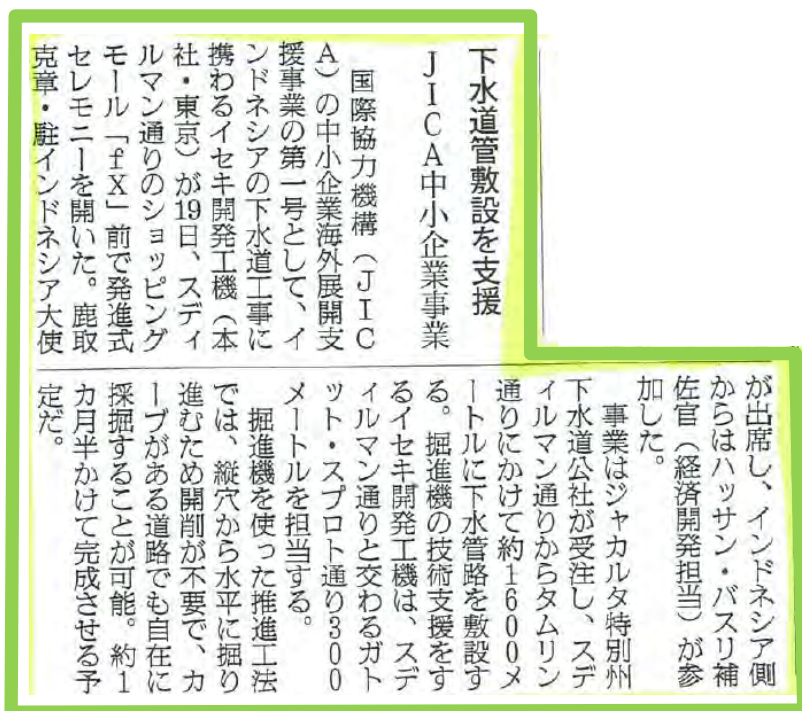 下水道管敷設を支援
JICA中小企業事業
国際協力機構（JIC
A）の中小企業海外展開支
援事業の第一号として、イ
ンドネシアの下水道工事に
携わるイセキ開発工機（本
社・東京）が19日、スディ
ルマン通りのショッピング
モール「fX」前で発進式
セレモニーを開いた。鹿取
克章・駐インドネシア大使
が出席し、インドネシア側
からはハッサン・バスリ補
佐官（経済開発担当）が参
加した。
事業はジャカルタ特別州
下水道公社が受注し、スデ
ィルマン通りからタムリン
通りにかけて約1600メ
ートルに下水管路を敷設す
る。掘進機の技術支援をす
るイセキ開発工機は、スデ
ィルマン通りと交わるガト
ット・スブロト通り300
メートルを担当する。
掘進機を使った推進工法
では、縦穴から水平に掘り
進むため開削が不要で、カ
ーブがある道路でも自在に
採掘することが可能。約1
カ月半かけて完成させる予
定だ。